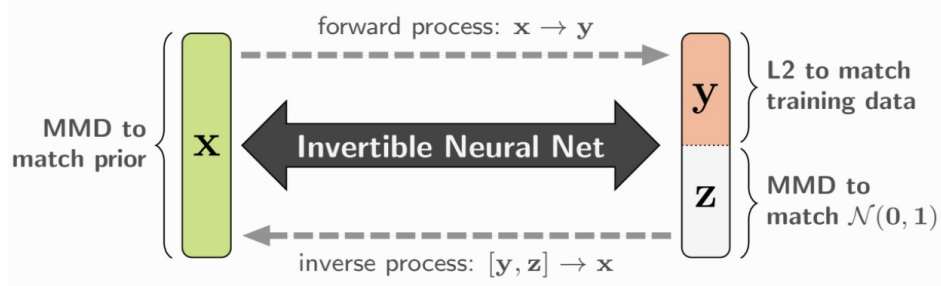 forward process: x → y
MMD to
match prior
x
Invertible Neural Net
y
z
L2 to match
training data
MMD to
match 𝒩(0, 1)
inverse process: [y, z] → x